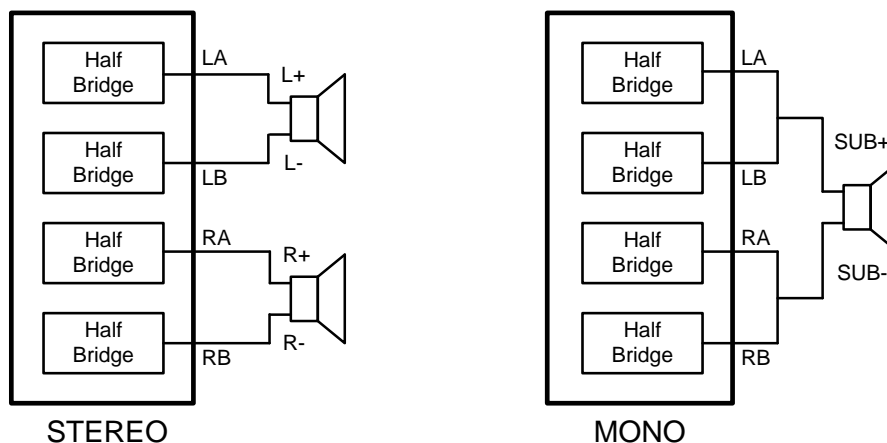 Half
Bridge
LA
L+
Half
Bridge
LB
L-
Half
Bridge
RA
R+
Half
Bridge
RB
R-
STEREO
Half
Bridge
LA
Half
Bridge
LB
SUB+
Half
Bridge
RA
SUB-
Half
Bridge
RB
MONO